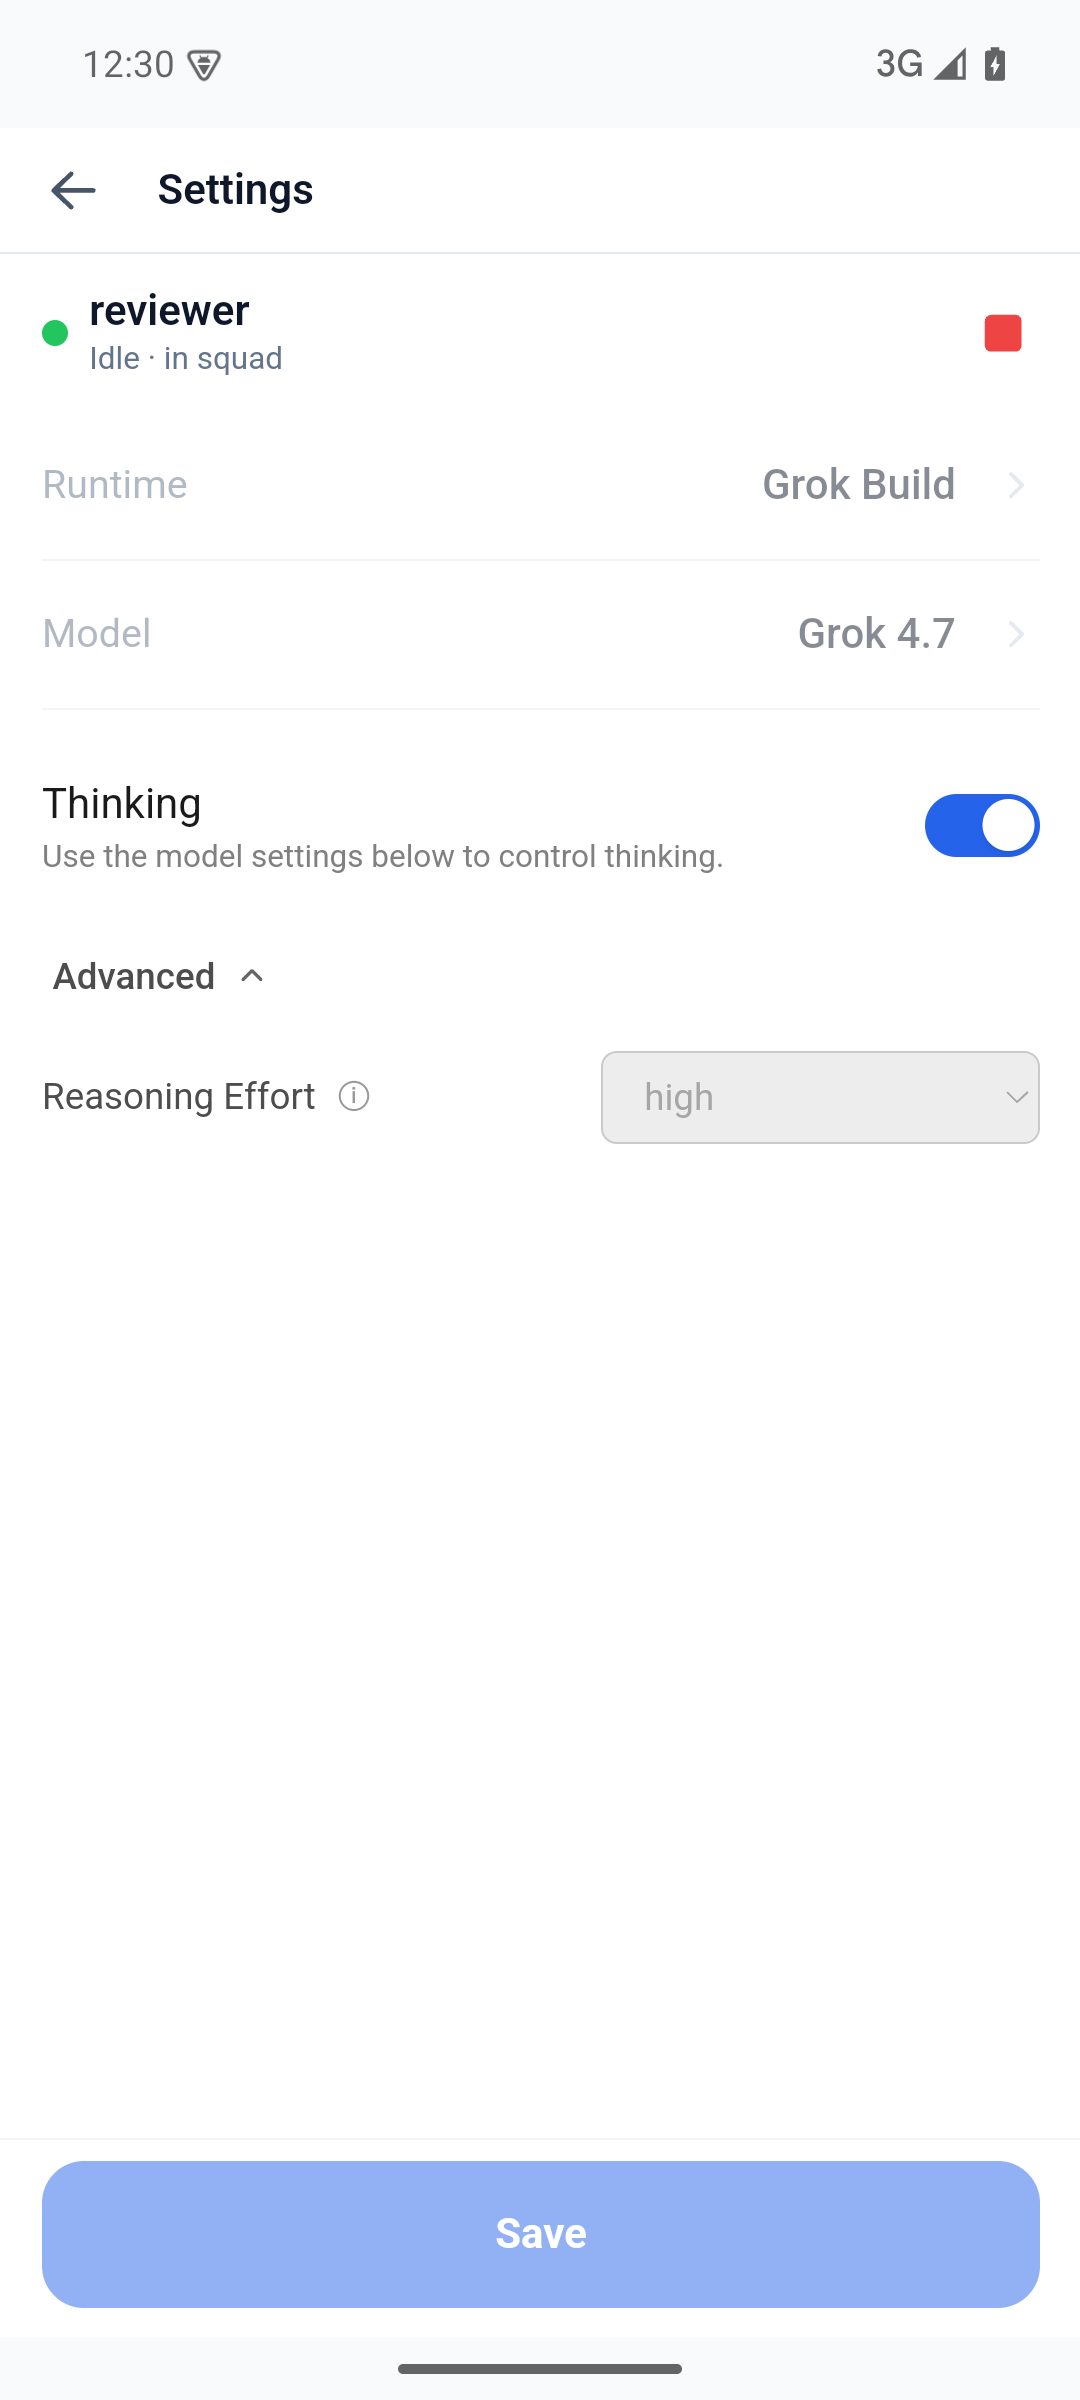 12:30
3G
Settings
reviewer
Idle · in squad
Runtime
Grok Build
Model
Grok 4.7
Thinking
Use the model settings below to control thinking.
Advanced
Reasoning Effort
high
Save